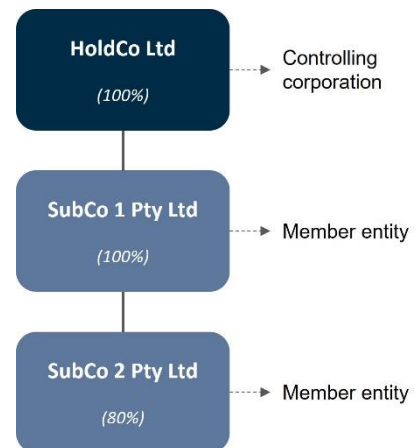 HoldCo Ltd
(100%)
Controlling
corporation
SubCo 1 Pty Ltd
(100%)
Member entity
SubCo 2 Pty Ltd
(80%)
Member entity